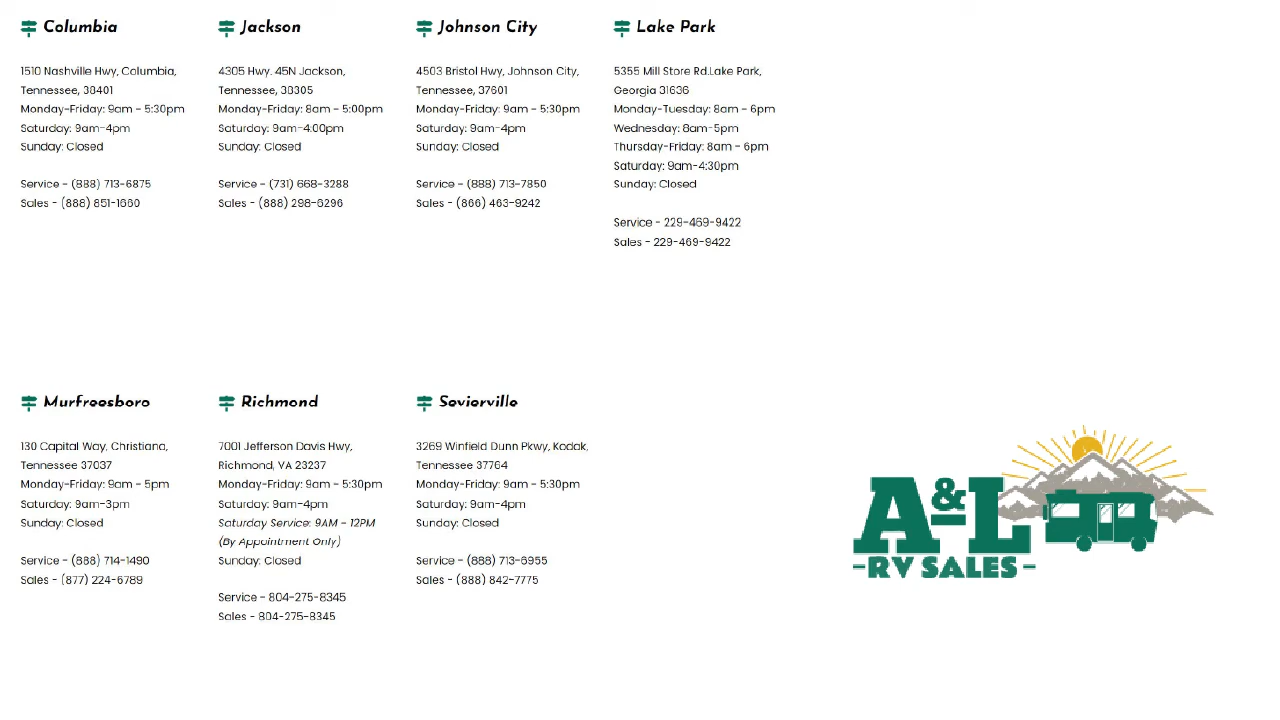 Columbia
1510 Nashville Hwy, Columbia,
Tennessee, 38401
Monday-Friday: 9am - 5:30pm
Saturday: 9am-4pm
Sunday: Closed
Service - (888) 713-6875
Sales - (888) 851-1660
Jackson
4305 Hwy. 45N Jackson,
Tennessee, 38305
Monday-Friday: 8am - 5:00pm
Saturday: 9am-4:00pm
Sunday: Closed
Service - (731) 668-3288
Sales - (888) 298-6296
Johnson City
4503 Bristol Hwy, Johnson City,
Tennessee, 37601
Monday-Friday: 9am - 5:30pm
Saturday: 9am-4pm
Sunday: Closed
Service - (888) 713-7850
Sales - (866) 463-9242
Lake Park
5355 Mill Store Rd.Lake Park,
Georgia 31636
Monday-Tuesday: 8am - 6pm
Wednesday: 8am-5pm
Thursday-Friday: 8am - 6pm
Saturday: 9am-4:30pm
Sunday: Closed
Service - 229-469-9422
Sales - 229-469-9422
Murfreesboro
130 Capital Way, Christiana,
Tennessee 37037
Monday-Friday: 9am - 5pm
Saturday: 9am-3pm
Sunday: Closed
Service - (888) 714-1490
Sales - (877) 224-6789
Richmond
7001 Jefferson Davis Hwy,
Richmond, VA 23237
Monday-Friday: 9am - 5:30pm
Saturday: 9am-4pm
Saturday Service: 9AM - 12PM
(By Appointment Only)
Sunday: Closed
Service - 804-275-8345
Sales - 804-275-8345
Sevierville
3269 Winfield Dunn Pkwy, Kodak,
Tennessee 37764
Monday-Friday: 9am - 5:30pm
Saturday: 9am-4pm
Sunday: Closed
Service - (888) 713-6955
Sales - (888) 842-7775
A&L
-RV SALES-